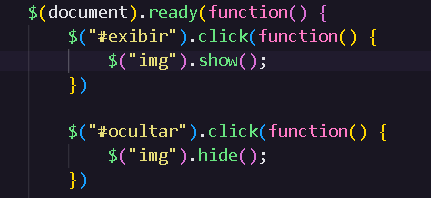 $(document).ready(function() {
    $("#exibir").click(function() {
        $("img").show();
    })

    $("#ocultar").click(function() {
        $("img").hide();
    })